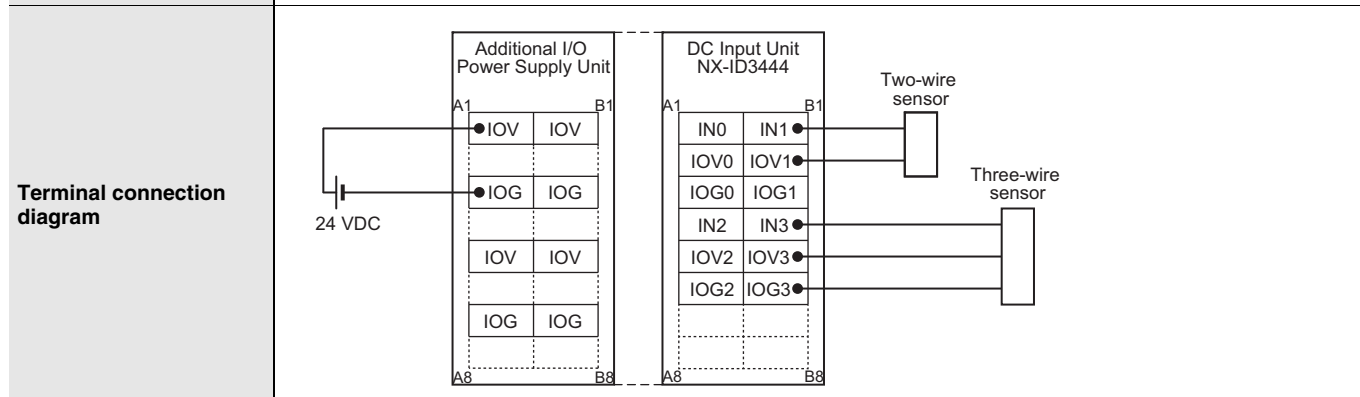 Terminal connection
diagram
Additional I/O
Power Supply Unit
A1 B1
IOV IOV
IOG IOG
IOV IOV
IOG IOG
A8 B8
24 VDC
DC Input Unit
NX-ID3444
A1 B1
IN0 IN1
IOV0 IOV1
IOG0 IOG1
IN2 IN3
IOV2 IOV3
IOG2 IOG3
A8 B8
Two-wire
sensor
Three-wire
sensor